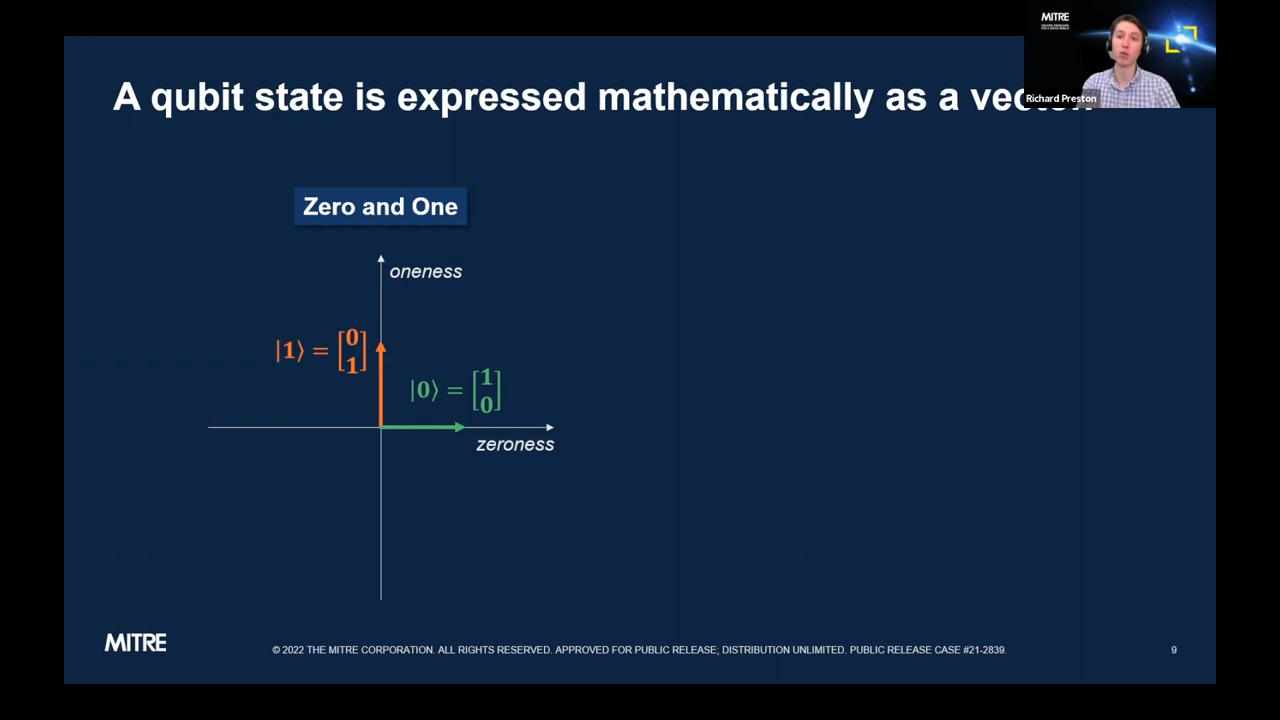 MITRE
Richard Preston
A qubit state is expressed mathematically as a
Zero and One
oneness
|1⟩ = [0 1]
|0⟩ = [1 0]
zeroness
MITRE
© 2022 THE MITRE CORPORATION. ALL RIGHTS RESERVED. APPROVED FOR PUBLIC RELEASE; DISTRIBUTION UNLIMITED. PUBLIC RELEASE CASE #21-2839.
9